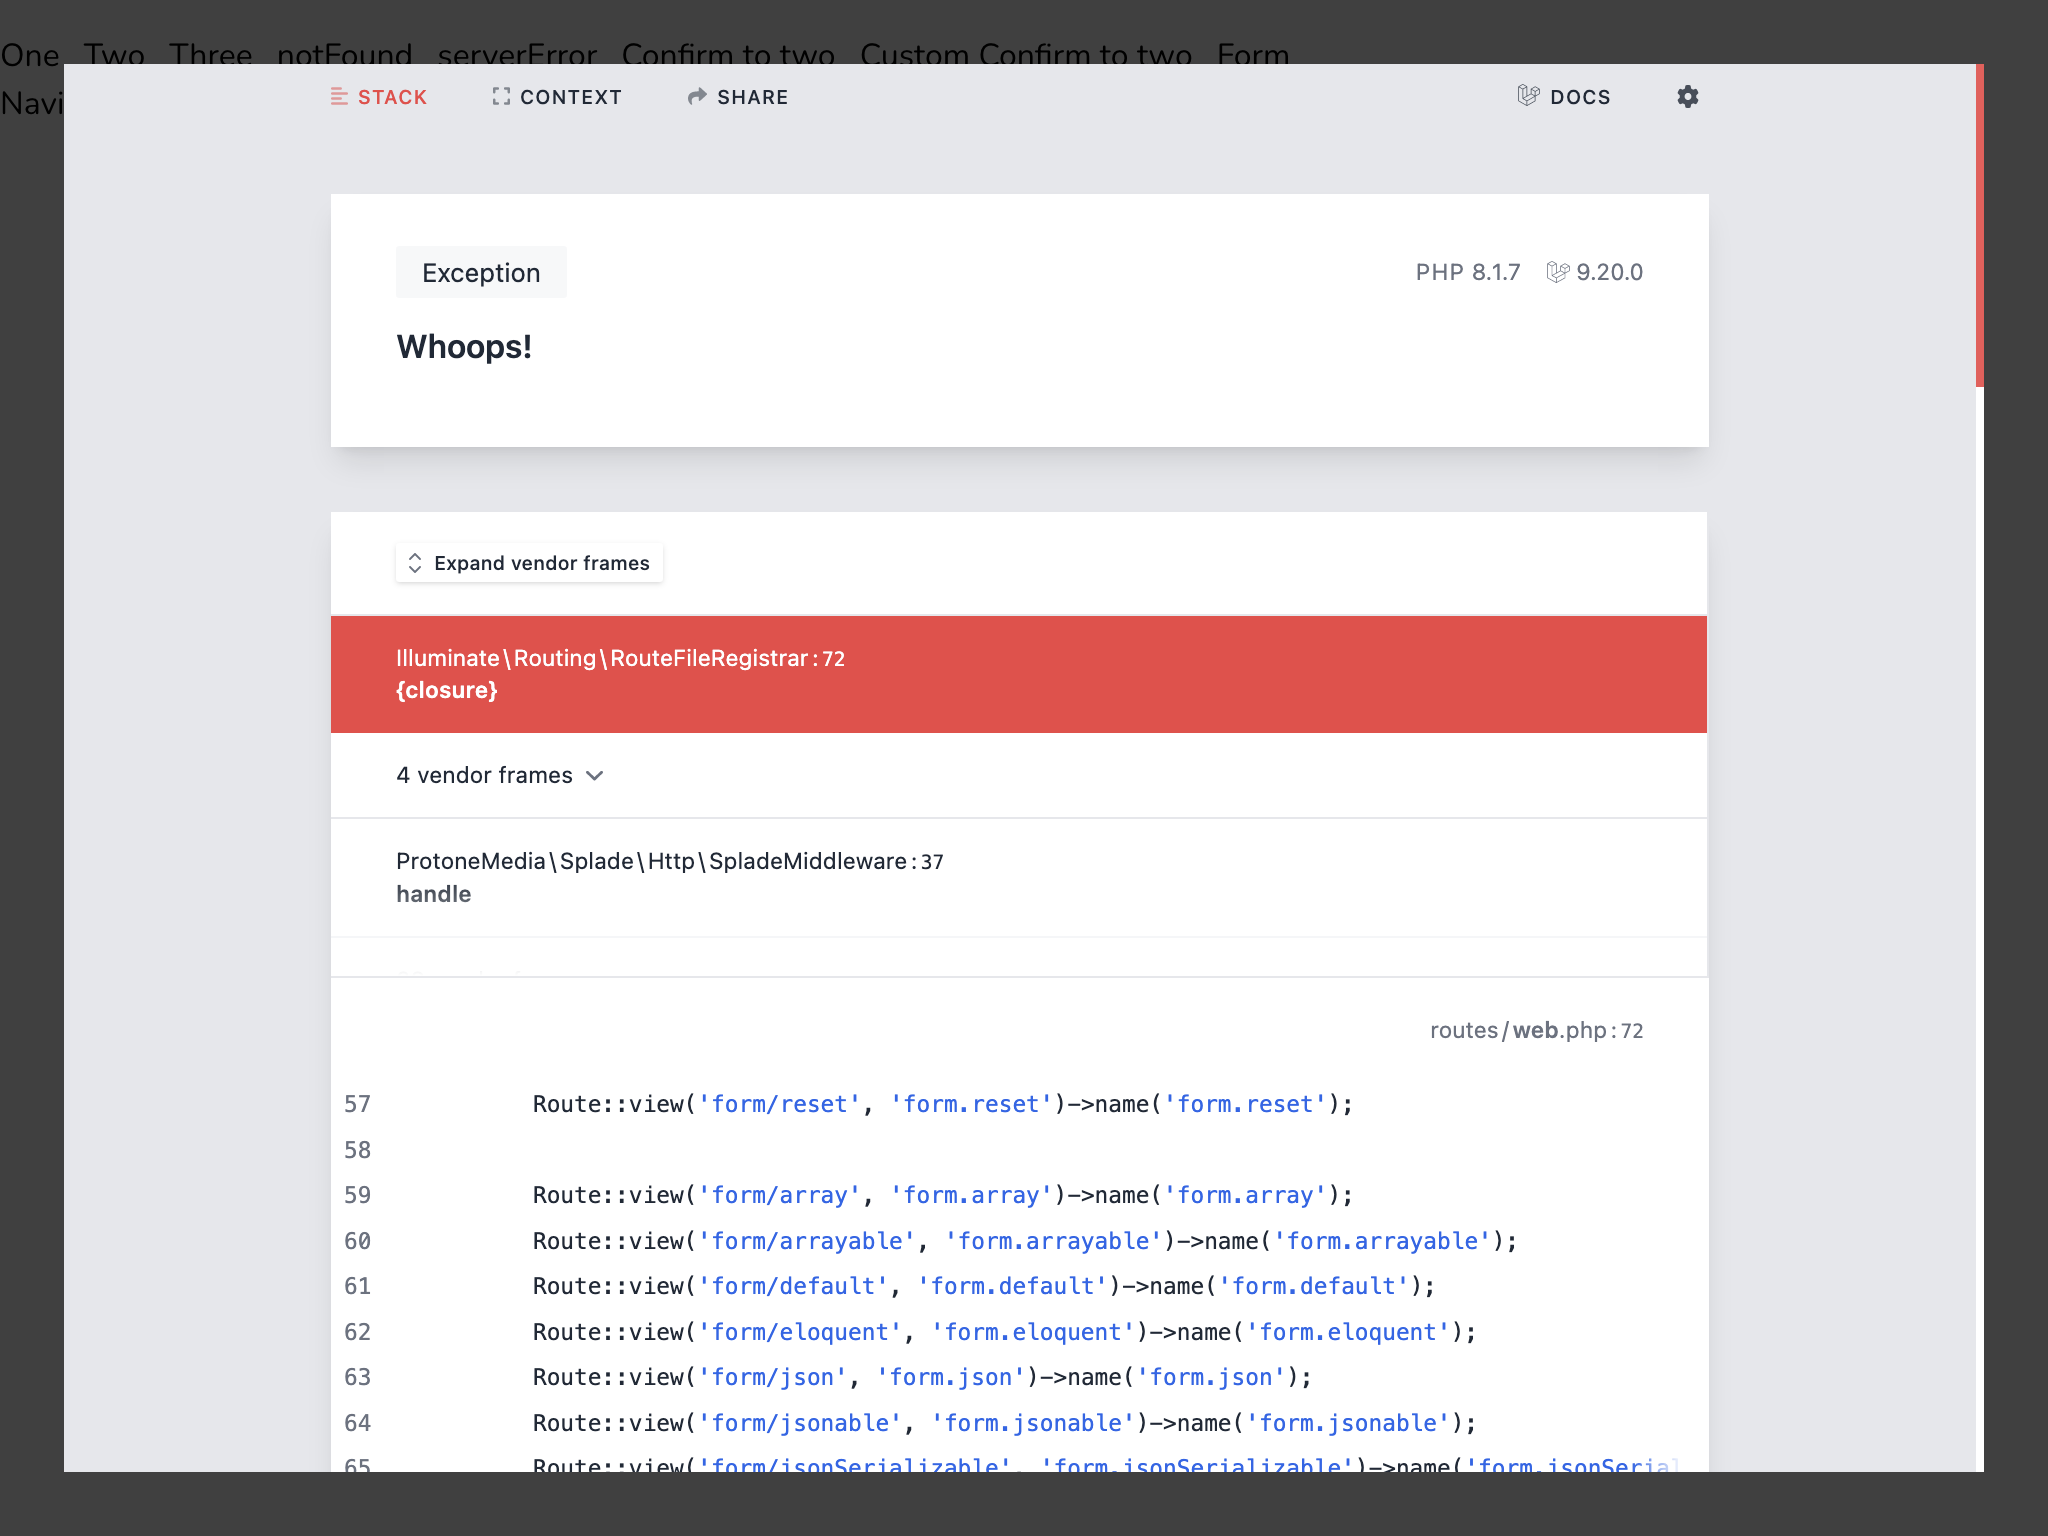 One Two Three notFound serverError Confirm to two Custom Confirm to two Form
Navi
STACK CONTEXT SHARE DOCS
Exception PHP 8.1.7 9.20.0
Whoops!
Expand vendor frames
Illuminate\Routing\RouteFileRegistrar:72
{closure}
4 vendor frames
ProtoneMedia\Splade\Http\SpladeMiddleware:37
handle
routes/web.php:72
57 Route::view('form/reset', 'form.reset')->name('form.reset');
58
59 Route::view('form/array', 'form.array')->name('form.array');
60 Route::view('form/arrayable', 'form.arrayable')->name('form.arrayable');
61 Route::view('form/default', 'form.default')->name('form.default');
62 Route::view('form/eloquent', 'form.eloquent')->name('form.eloquent');
63 Route::view('form/json', 'form.json')->name('form.json');
64 Route::view('form/jsonable', 'form.jsonable')->name('form.jsonable');
65 Route::view('form/jsonSerializable', 'form.jsonSerializable')->name('form.jsonSerial